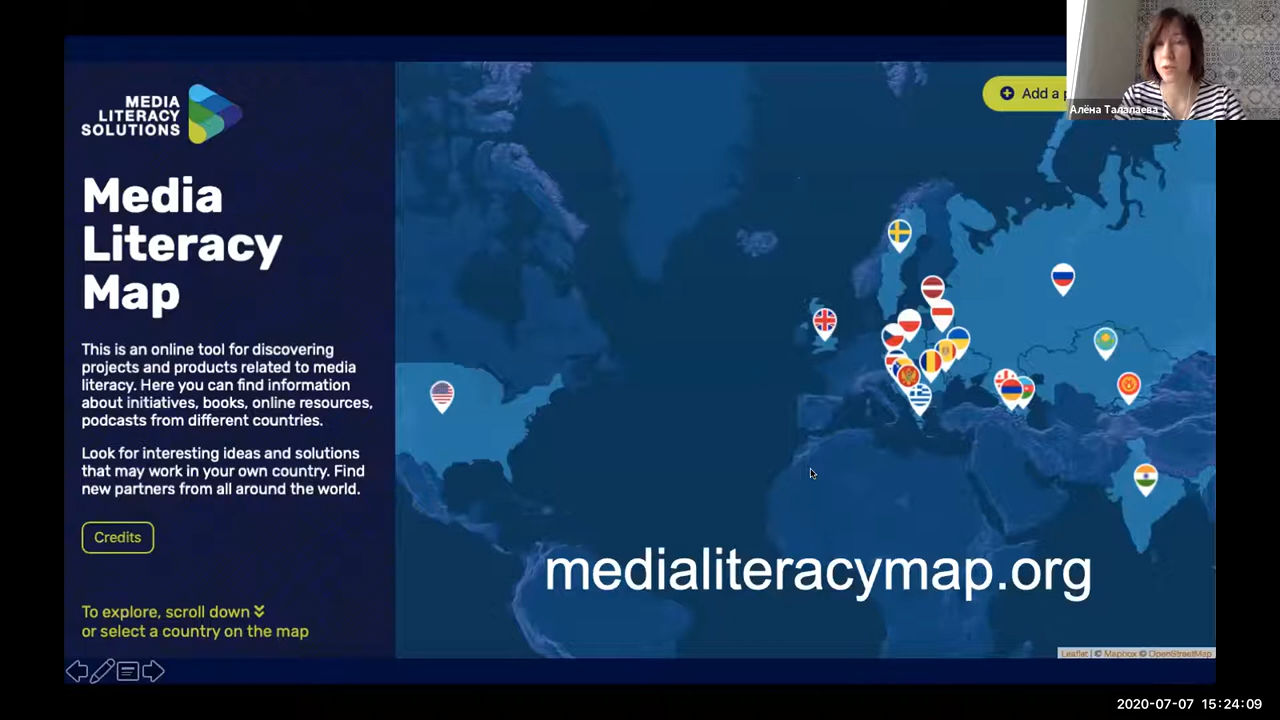 MEDIA
LITERACY
SOLUTIONS
Media
Literacy
Map
This is an online tool for discovering
projects and products related to media
literacy. Here you can find information
about initiatives, books, online resources,
podcasts from different countries.
Look for interesting ideas and solutions
that may work in your own country. Find
new partners from all around the world.
Credits
To explore, scroll down
or select a country on the map
Add a
Алёна Талалаева
medialiteracymap.org
Leaflet | © Mapbox © OpenStreetMap
2020-07-07 15:24:09